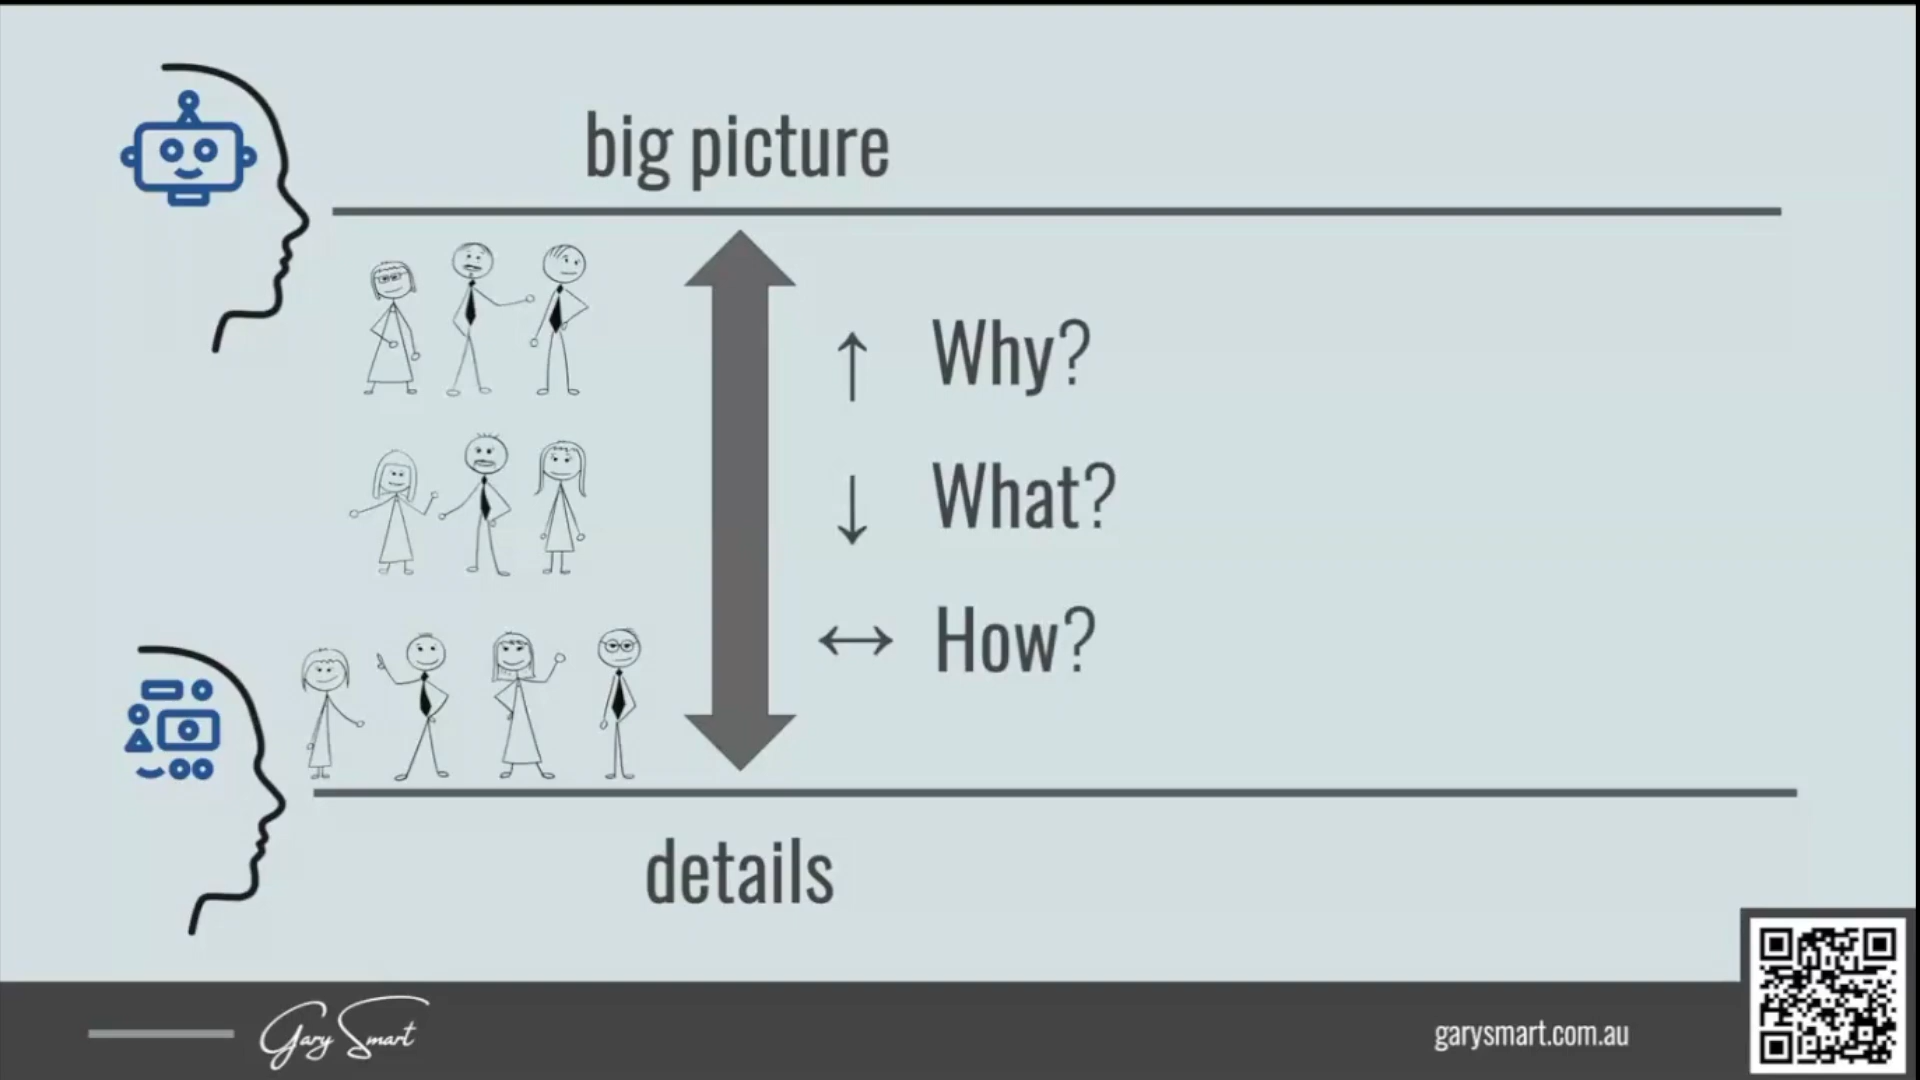 big picture
↑ Why?
↓ What?
↔ How?
details
Gary Smart
garysmart.com.au